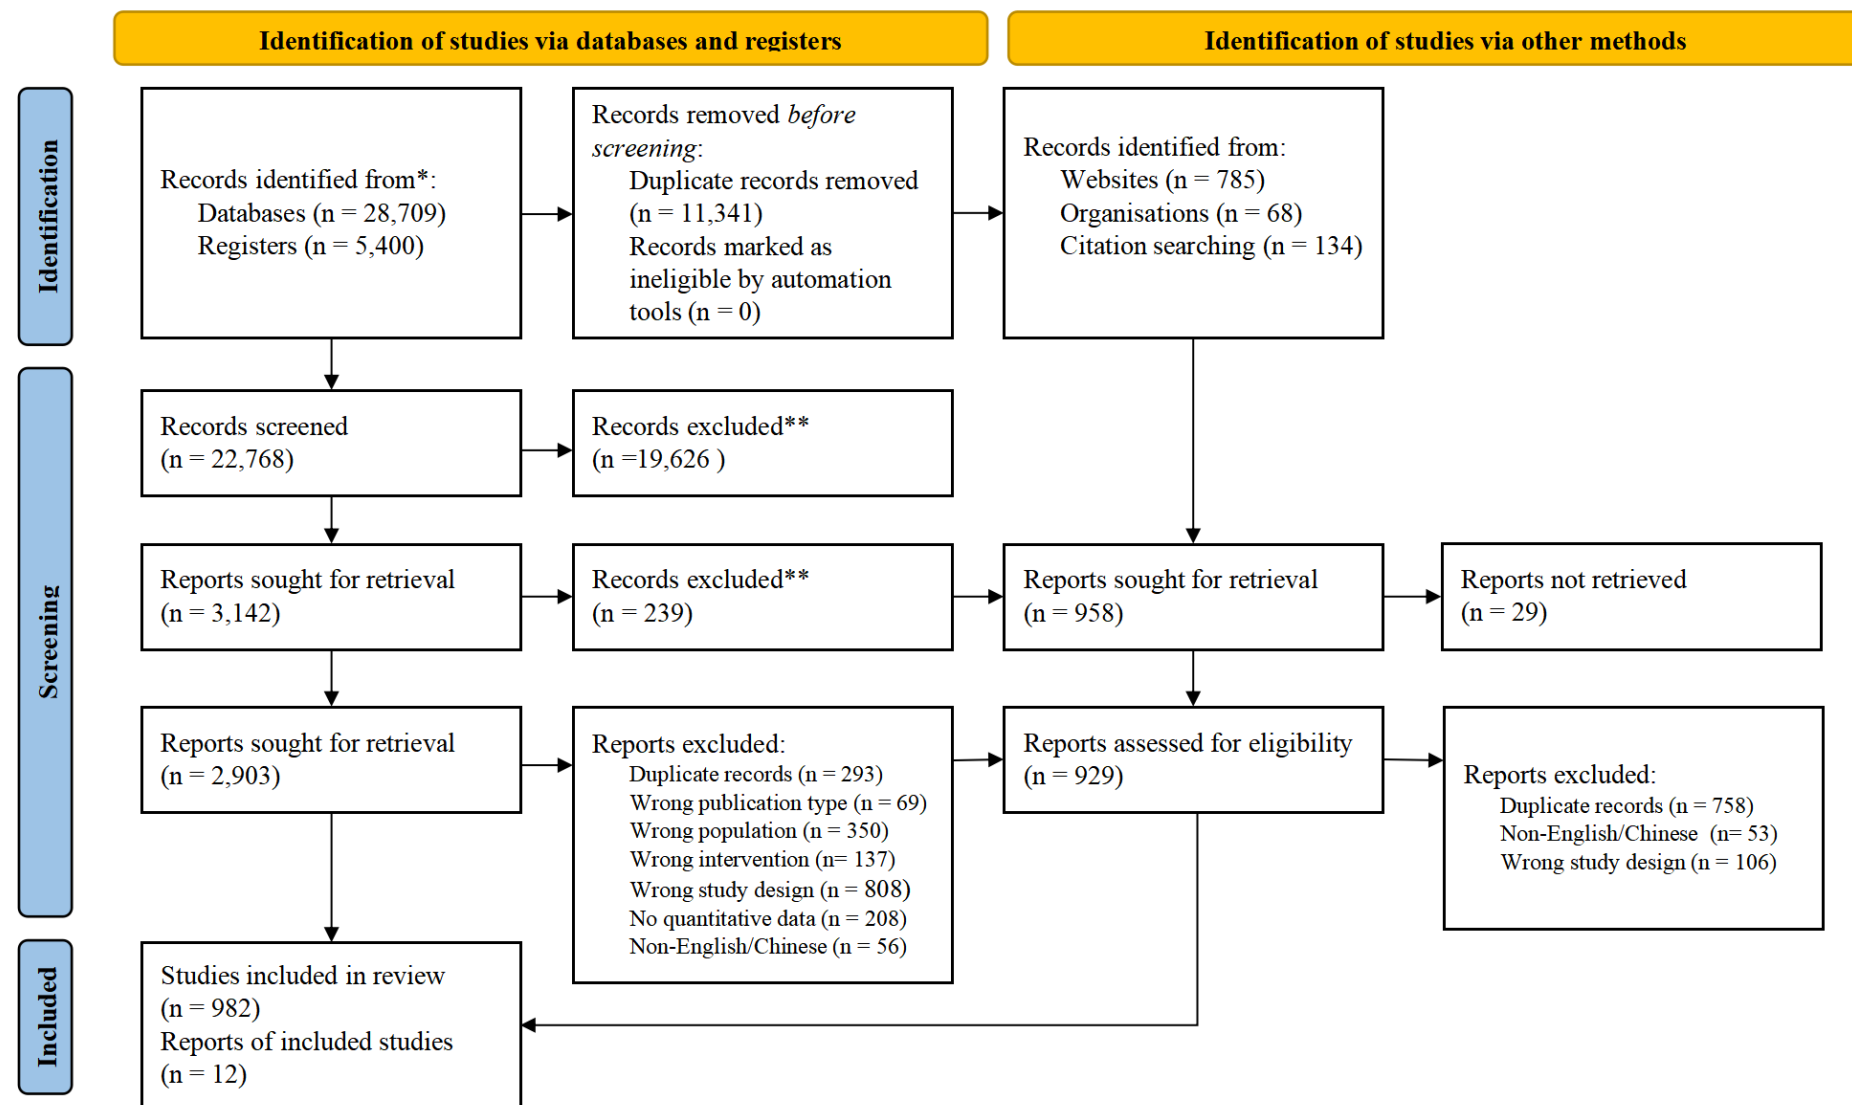 Identification of studies via databases and registers
Identification of studies via other methods
Identification
Records identified from*:
Databases (n = 28,709)
Registers (n = 5,400)
Records removed before
screening:
Duplicate records removed
(n = 11,341)
Records marked as
ineligible by automation
tools (n = 0)
Records identified from:
Websites (n = 785)
Organisations (n = 68)
Citation searching (n = 134)
Screening
Records screened
(n = 22,768)
Records excluded**
(n =19,626 )
Reports sought for retrieval
(n = 3,142)
Records excluded**
(n = 239)
Reports sought for retrieval
(n = 958)
Reports not retrieved
(n = 29)
Reports sought for retrieval
(n = 2,903)
Reports excluded:
Duplicate records (n = 293)
Wrong publication type (n = 69)
Wrong population (n = 350)
Wrong intervention (n= 137)
Wrong study design (n = 808)
No quantitative data (n = 208)
Non-English/Chinese (n = 56)
Reports assessed for eligibility
(n = 929)
Reports excluded:
Duplicate records (n = 758)
Non-English/Chinese (n= 53)
Wrong study design (n = 106)
Included
Studies included in review
(n = 982)
Reports of included studies
(n = 12)